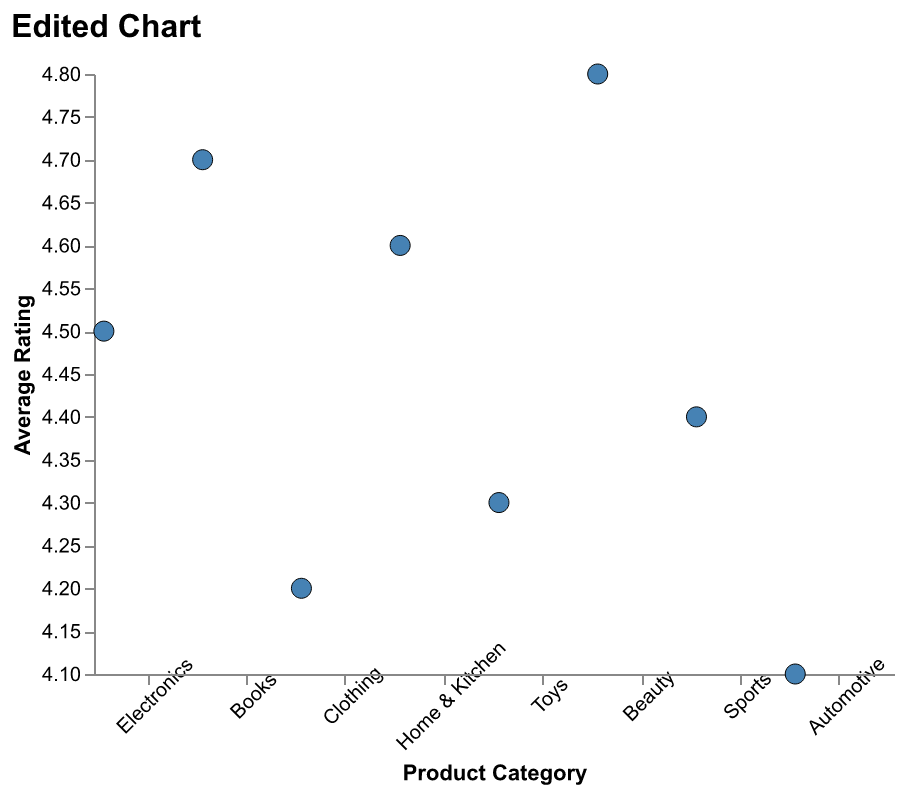 Edited Chart
4.80
4.75
4.70
4.65
4.60
4.55
4.50
4.45
4.40
4.35
4.30
4.25
4.20
4.15
4.10
Average Rating
Electronics
Books
Clothing
Home & Kitchen
Toys
Beauty
Sports
Automotive
Product Category